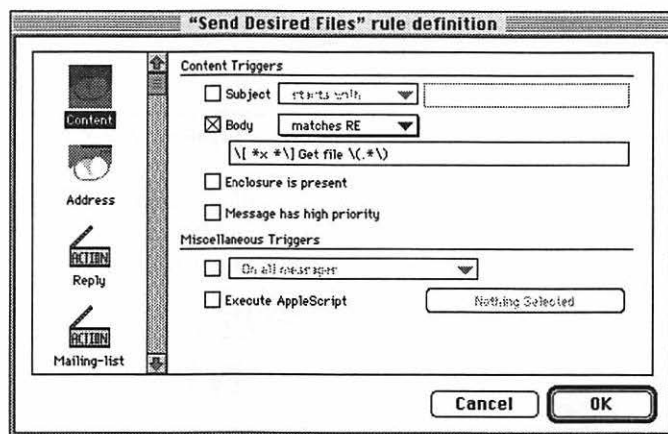 “Send Desired Files” rule definition
Content Triggers
Subject starts with
Content
Body matches RE
\[ *x *\] Get file \(.*\)
Enclosure is present
Address
Message has high priority
Miscellaneous Triggers
ACTION
On all messages
Reply
Execute AppleScript Nothing Selected
ACTION
Mailing-list
Cancel OK